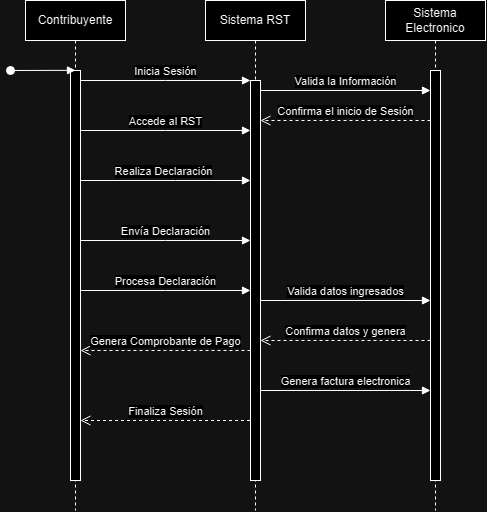 Contribuyente
Sistema RST
Sistema
Electronico
Inicia Sesión
Valida la Información
Confirma el inicio de Sesión
Accede al RST
Realiza Declaración
Envía Declaración
Procesa Declaración
Valida datos ingresados
Confirma datos y genera
Genera Comprobante de Pago
Genera factura electronica
Finaliza Sesión